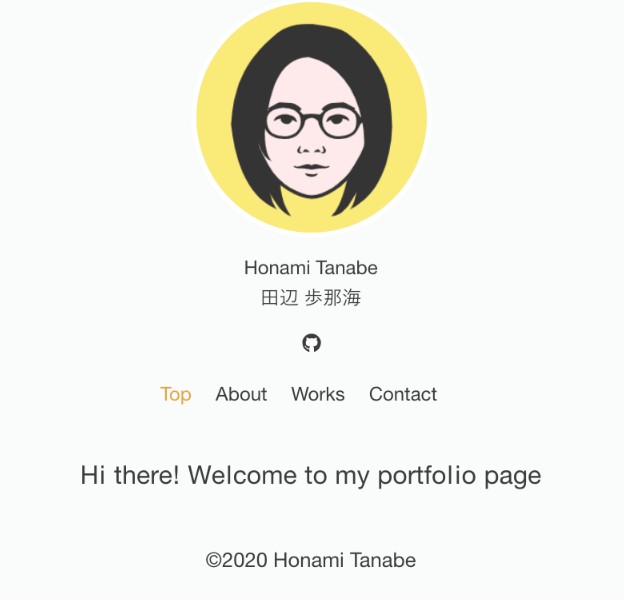 Honami Tanabe
田辺 歩那海
Top About Works Contact
Hi there! Welcome to my portfolio page
©2020 Honami Tanabe